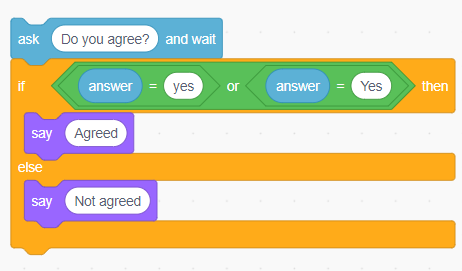 ask Do you agree? and wait
if answer = yes or answer = Yes then
say Agreed
else
say Not agreed